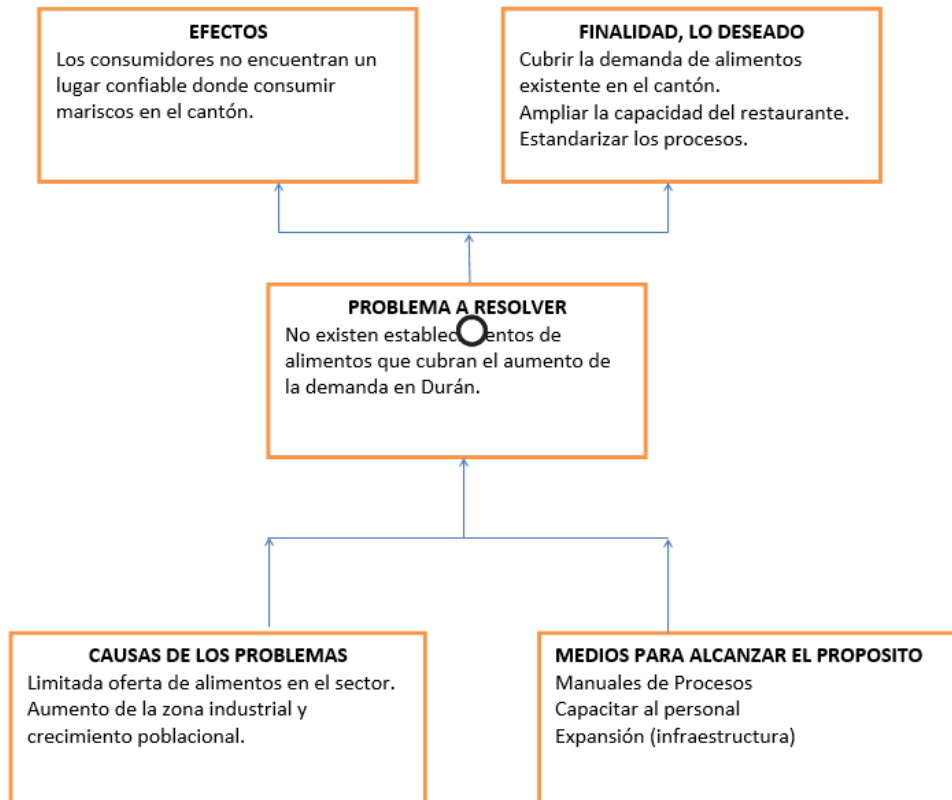 EFECTOS
Los consumidores no encuentran un
lugar confiable donde consumir
mariscos en el cantón.
FINALIDAD, LO DESEADO
Cubrir la demanda de alimentos
existente en el cantón.
Ampliar la capacidad del restaurante.
Estandarizar los procesos.
PROBLEMA A RESOLVER
No existen establecimientos de
alimentos que cubran el aumento de
la demanda en Durán.
CAUSAS DE LOS PROBLEMAS
Limitada oferta de alimentos en el sector.
Aumento de la zona industrial y
crecimiento poblacional.
MEDIOS PARA ALCANZAR EL PROPOSITO
Manuales de Procesos
Capacitar al personal
Expansión (infraestructura)